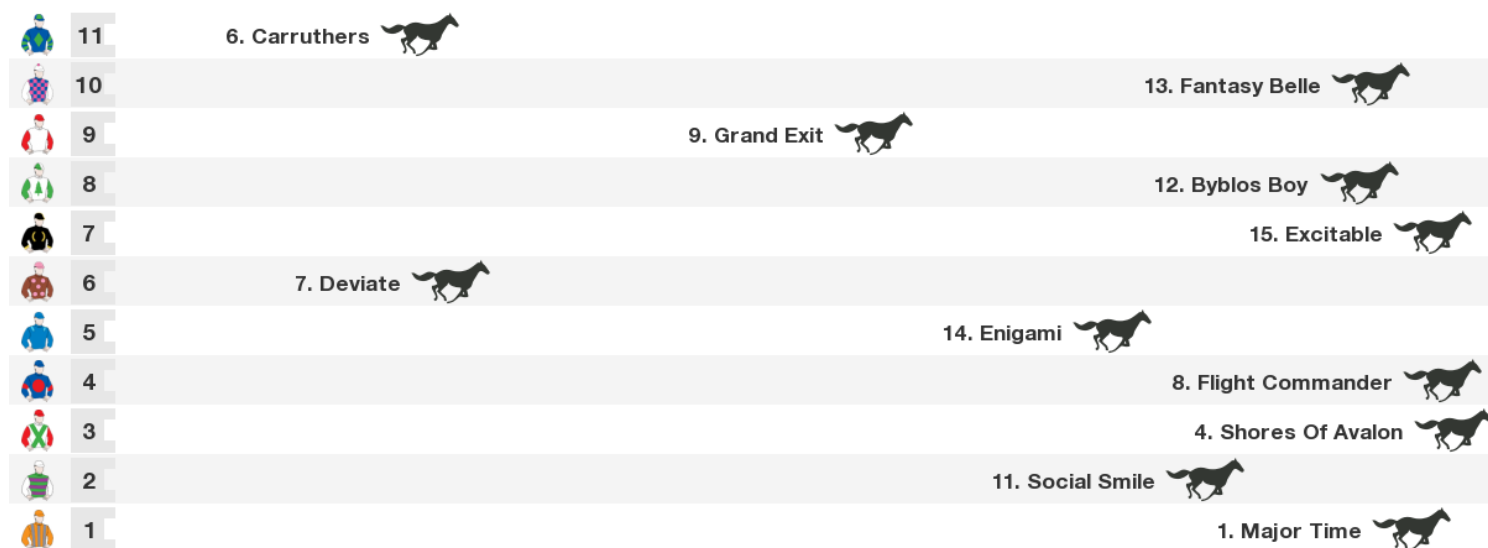 11 6. Carruthers
10 13. Fantasy Belle
9 9. Grand Exit
8 12. Byblos Boy
7 15. Excitable
6 7. Deviate
5 14. Enigami
4 8. Flight Commander
3 4. Shores Of Avalon
2 11. Social Smile
1 1. Major Time